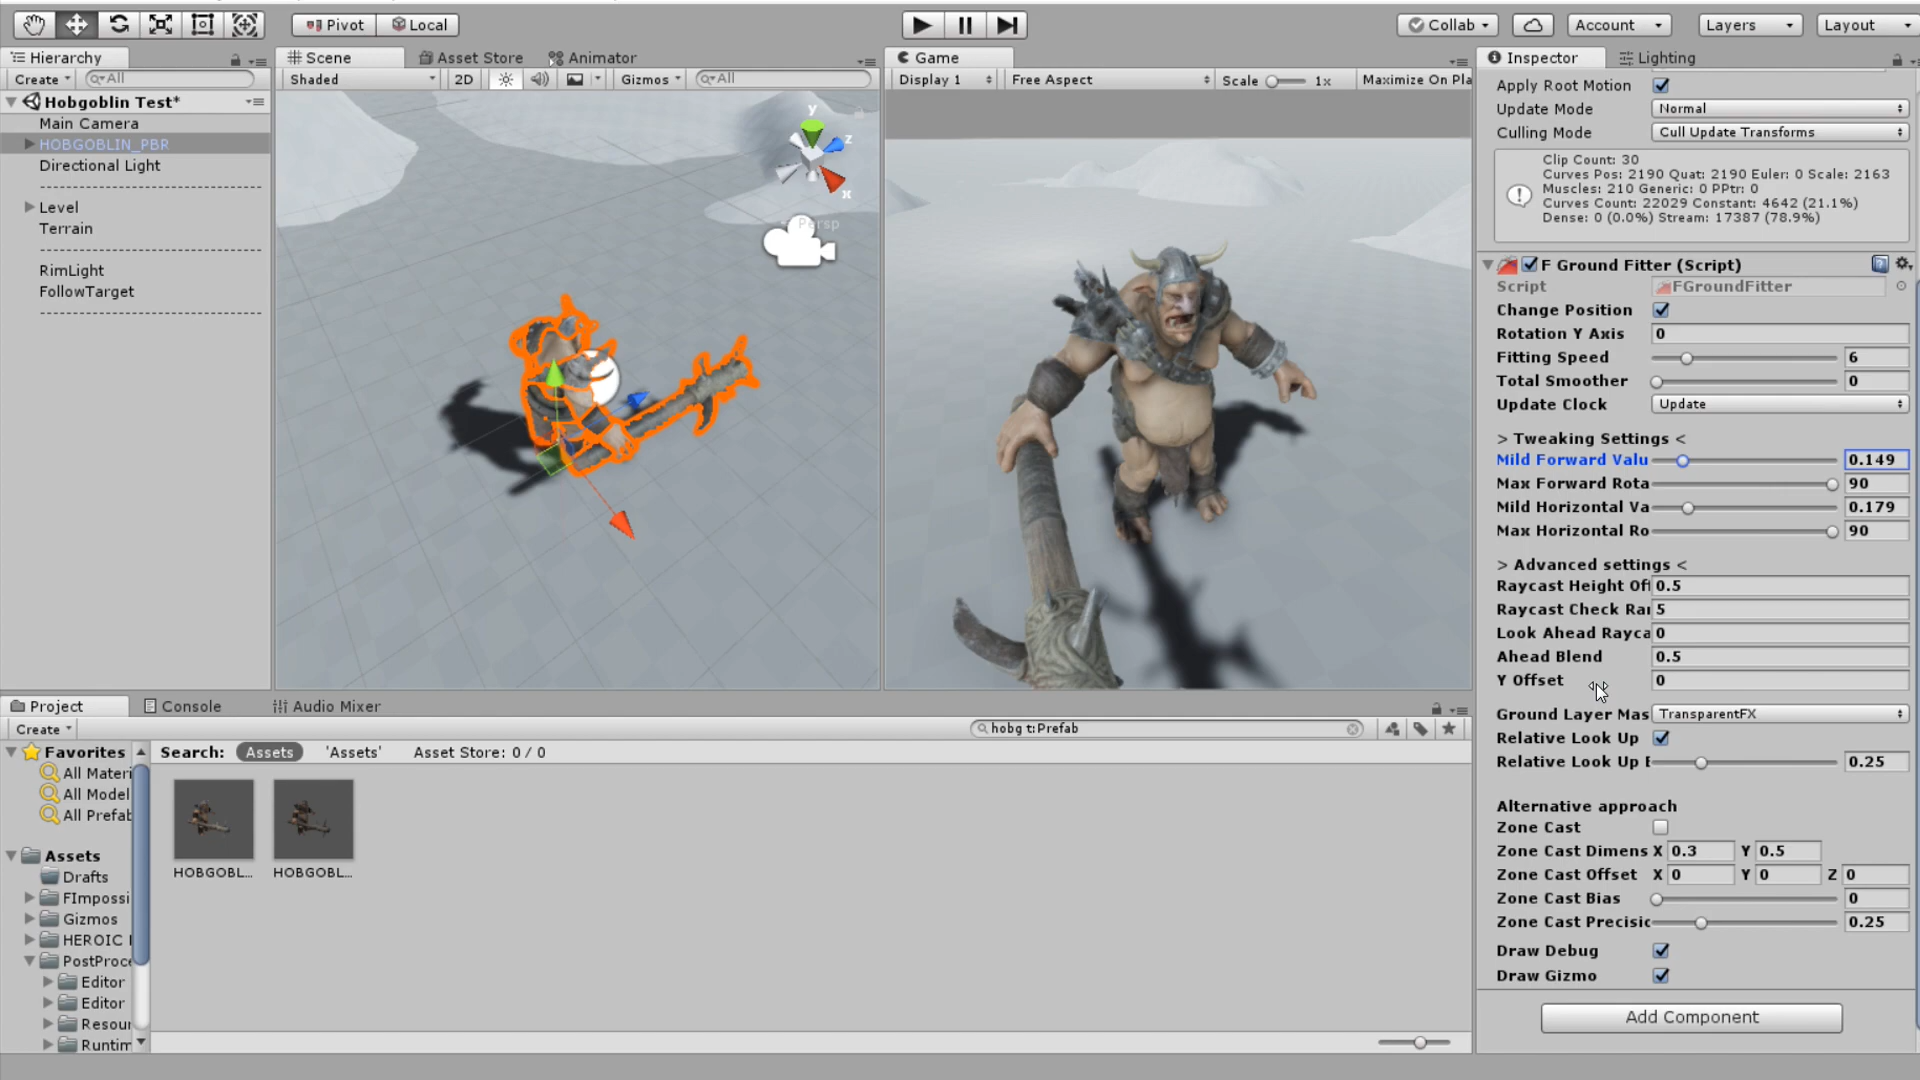 Pivot Local Collab Account Layers Layout
Hierarchy
Create All
Hobgoblin Test*
Main Camera
HOBGOBLIN_PBR
Directional Light
Level
Terrain
RimLight
FollowTarget
Scene Asset Store Animator
Shaded 2D Gizmos All
y
z
x
Persp
Game
Display 1 Free Aspect Scale 1x Maximize On Pla
Inspector Lighting
Apply Root Motion
Update Mode Normal
Culling Mode Cull Update Transforms
Clip Count: 30
Curves Pos: 2190 Quat: 2190 Euler: 0 Scale: 2163
Muscles: 210 Generic: 0 PPtr: 0
Curves Count: 22029 Constant: 4642 (21.1%)
Dense: 0 (0.0%) Stream: 17387 (78.9%)
F Ground Fitter (Script)
Script FGroundFitter
Change Position
Rotation Y Axis 0
Fitting Speed 6
Total Smoother 0
Update Clock Update
> Tweaking Settings <
Mild Forward Valu 0.149
Max Forward Rota 90
Mild Horizontal Va 0.179
Max Horizontal Ro 90
> Advanced settings <
Raycast Height Of 0.5
Raycast Check Ra 5
Look Ahead Rayca 0
Ahead Blend 0.5
Y Offset 0
Ground Layer Mas TransparentFX
Relative Look Up
Relative Look Up 0.25
Alternative approach
Zone Cast
Zone Cast Dimens X 0.3 Y 0.5
Zone Cast Offset X 0 Y 0 Z 0
Zone Cast Bias 0
Zone Cast Precisic 0.25
Draw Debug
Draw Gizmo
Add Component
Project Console Audio Mixer
Create hobg t:Prefab
Favorites
All Materi
All Model
All Prefab
Assets
Drafts
FImpossi
Gizmos
HEROIC
PostProce
Editor
Editor
Resour
Runtim
Search: Assets 'Assets' Asset Store: 0 / 0
HOBGOBL... HOBGOBL...